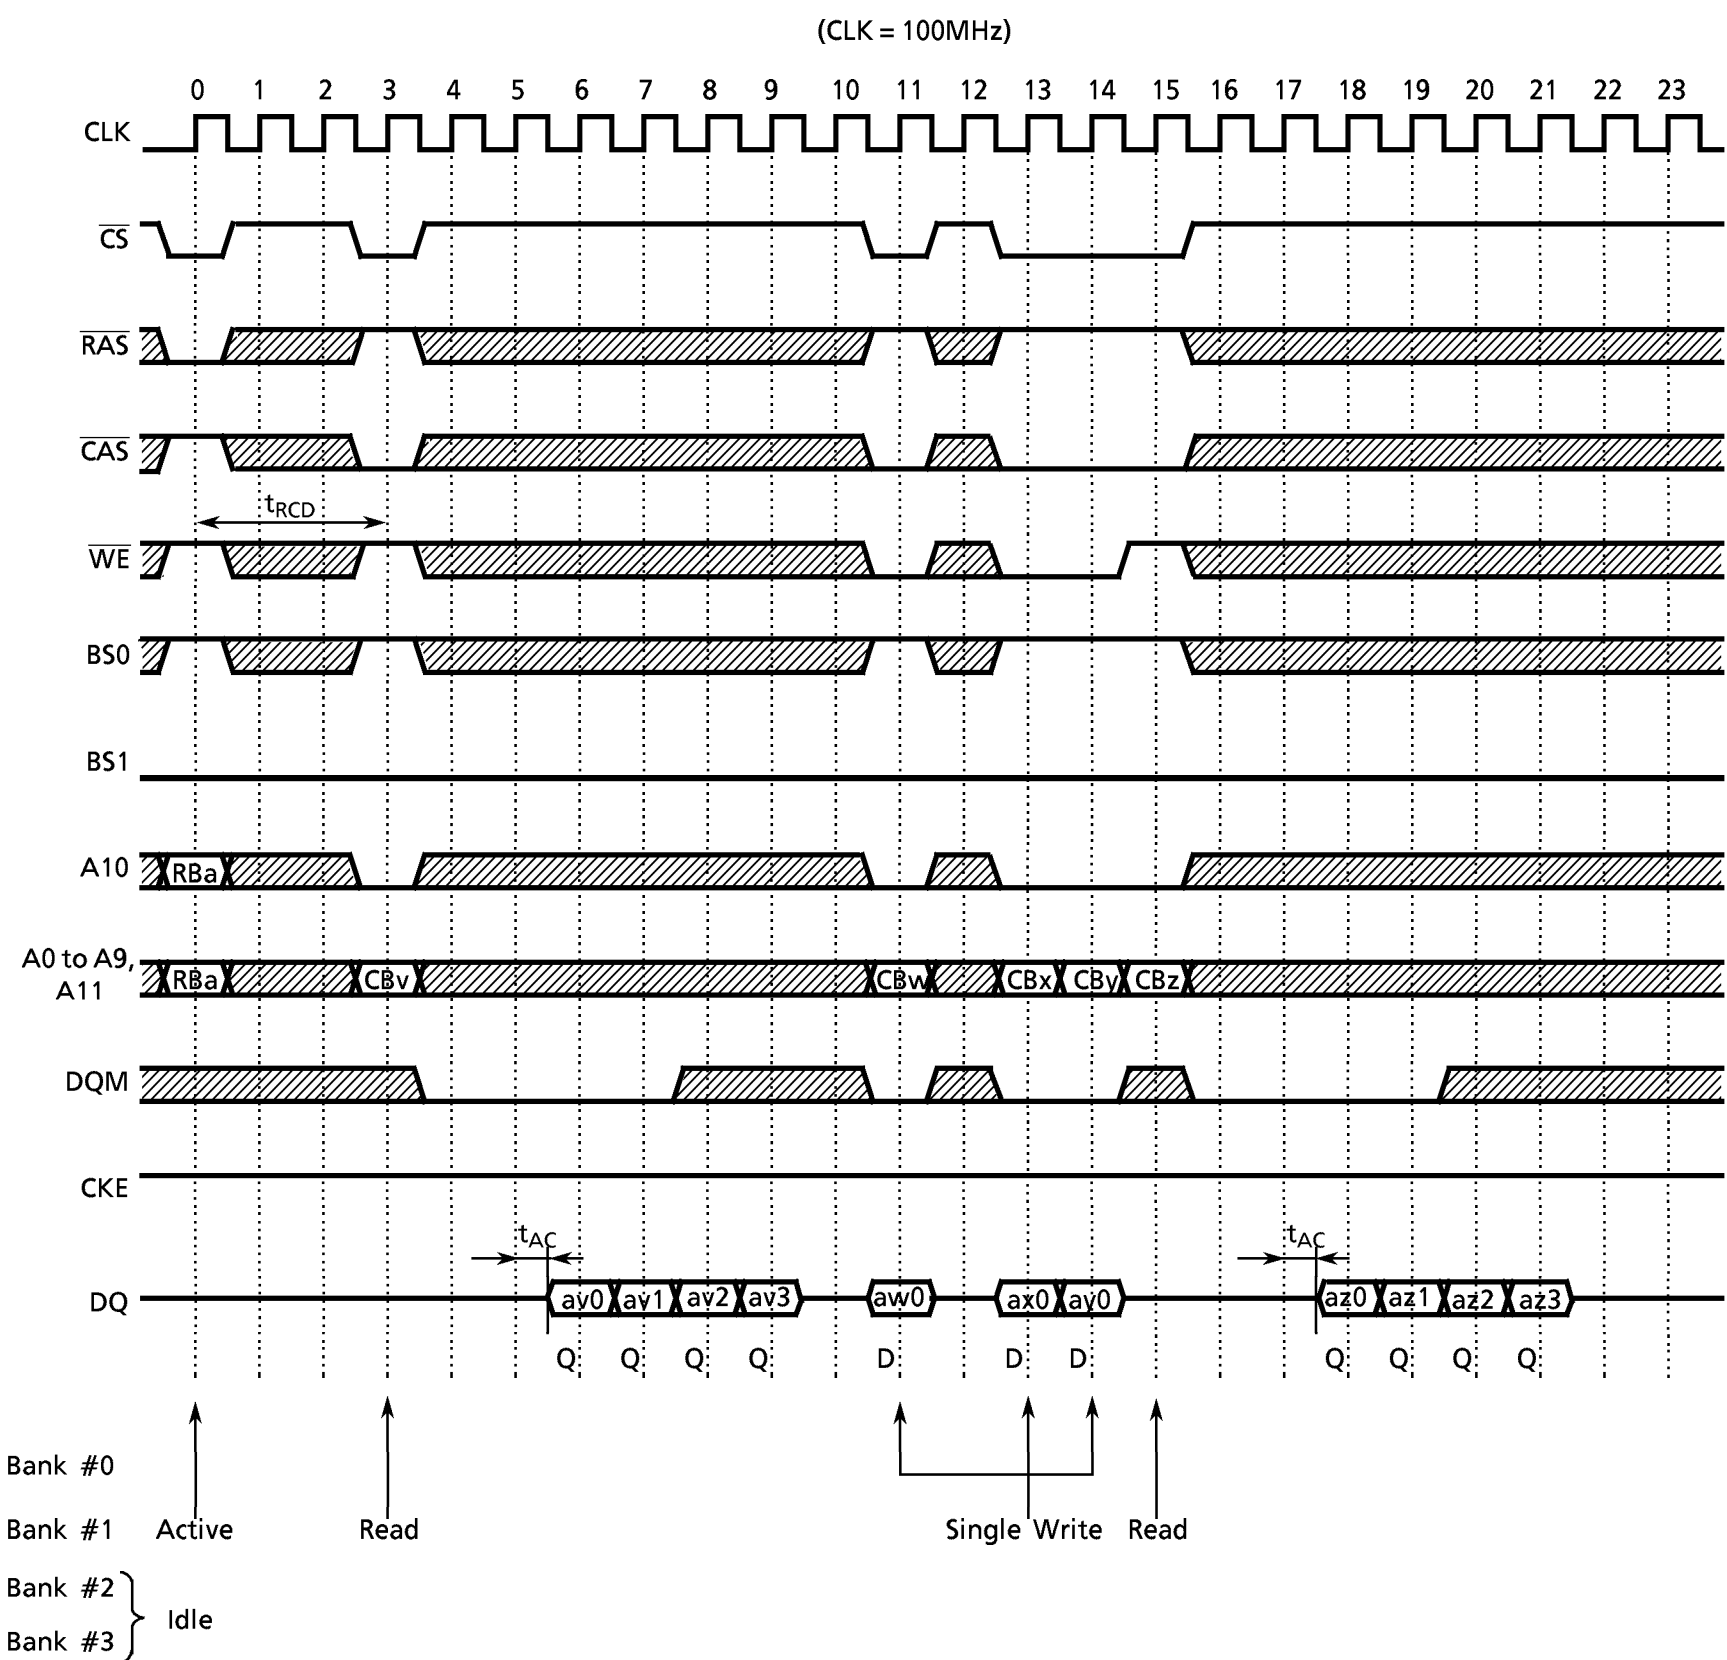 (CLK = 100MHz)
0 1 2 3 4 5 6 7 8 9 10 11 12 13 14 15 16 17 18 19 20 21 22 23
CLK
CS
RAS
CAS
tRCD
WE
BS0
BS1
A10 RBa
A0 to A9,
A11
RBa CBv CBw CBx CBy CBz
DQM
CKE
tAC tAC
DQ av0 av1 av2 av3 aw0 ax0 ay0 az0 az1 az2 az3
Q Q Q Q D D D Q Q Q Q
Bank #0
Bank #1 Active Read Single Write Read
Bank #2
Idle
Bank #3